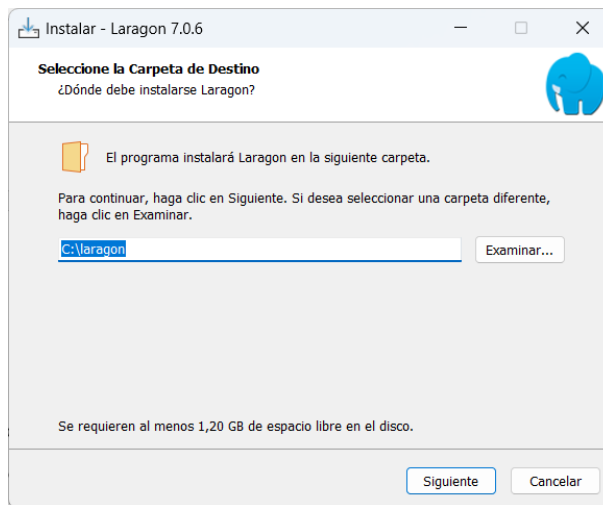 Instalar - Laragon 7.0.6
Seleccione la Carpeta de Destino
¿Dónde debe instalarse Laragon?
El programa instalará Laragon en la siguiente carpeta.
Para continuar, haga clic en Siguiente. Si desea seleccionar una carpeta diferente,
haga clic en Examinar.
C:\laragon
Examinar...
Se requieren al menos 1,20 GB de espacio libre en el disco.
Siguiente
Cancelar